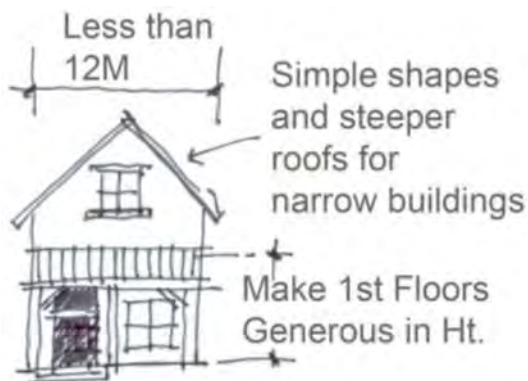 Less than
12M
Simple shapes
and steeper
roofs for
narrow buildings
Make 1st Floors
Generous in Ht.